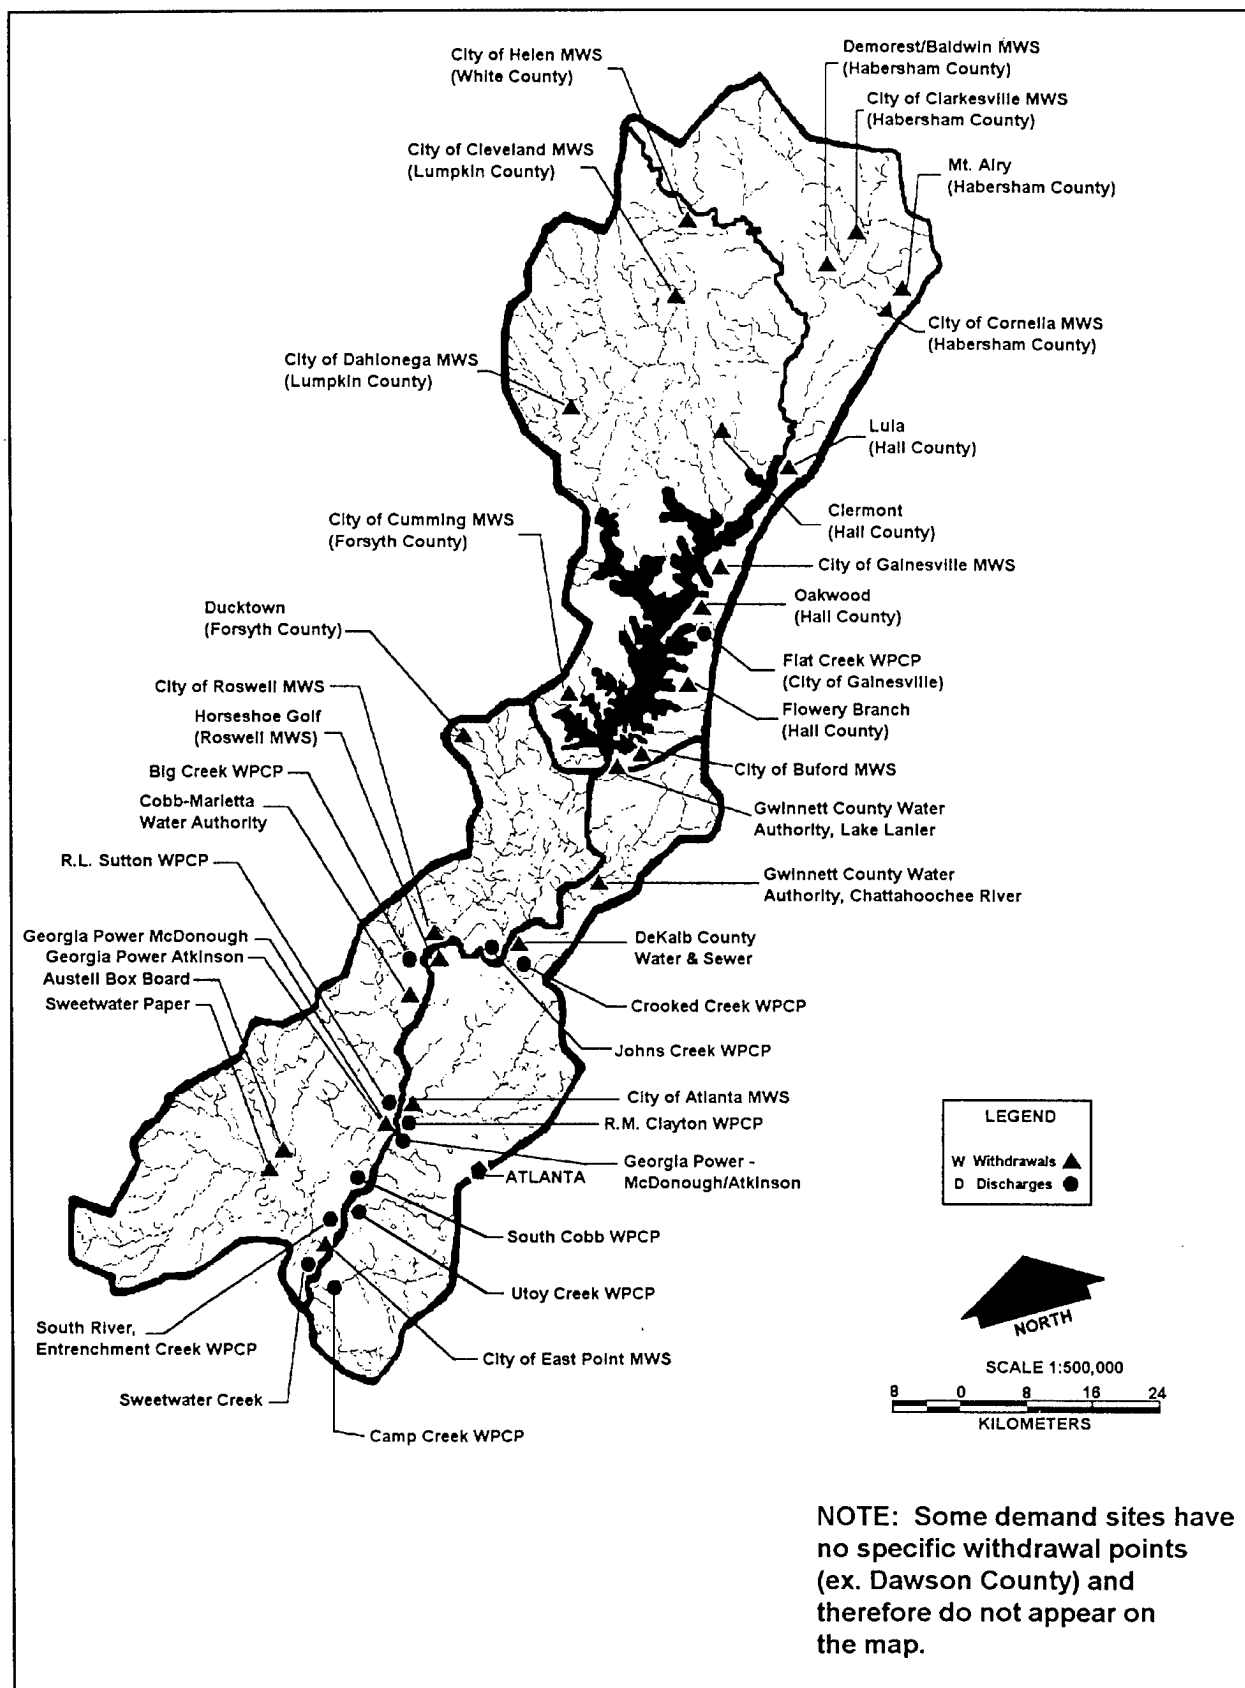 City of Helen MWS
(White County)
Demorest/Baldwin MWS
(Habersham County)
City of Clarkesville MWS
(Habersham County)
City of Cleveland MWS
(Lumpkin County)
Mt. Airy
(Habersham County)
City of Cornelia MWS
(Habersham County)
City of Dahlonega MWS
(Lumpkin County)
Lula
(Hall County)
Clermont
(Hall County)
City of Cumming MWS
(Forsyth County)
City of Gainesville MWS
Oakwood
(Hall County)
Ducktown
(Forsyth County)
Flat Creek WPCP
(City of Gainesville)
City of Roswell MWS
Flowery Branch
(Hall County)
Horseshoe Golf
(Roswell MWS)
City of Buford MWS
Big Creek WPCP
Cobb-Marietta
Water Authority
Gwinnett County Water
Authority, Lake Lanier
R.L. Sutton WPCP
Gwinnett County Water
Authority, Chattahoochee River
Georgia Power McDonough
Georgia Power Atkinson
Austell Box Board
Sweetwater Paper
DeKalb County
Water & Sewer
Crooked Creek WPCP
Johns Creek WPCP
City of Atlanta MWS
R.M. Clayton WPCP
Georgia Power -
McDonough/Atkinson
ATLANTA
South Cobb WPCP
Utoy Creek WPCP
South River,
Entrenchment Creek WPCP
City of East Point MWS
Sweetwater Creek
Camp Creek WPCP
LEGEND
W Withdrawals
D Discharges
NORTH
SCALE 1:500,000
8 0 8 16 24
KILOMETERS
NOTE: Some demand sites have
no specific withdrawal points
(ex. Dawson County) and
therefore do not appear on
the map.